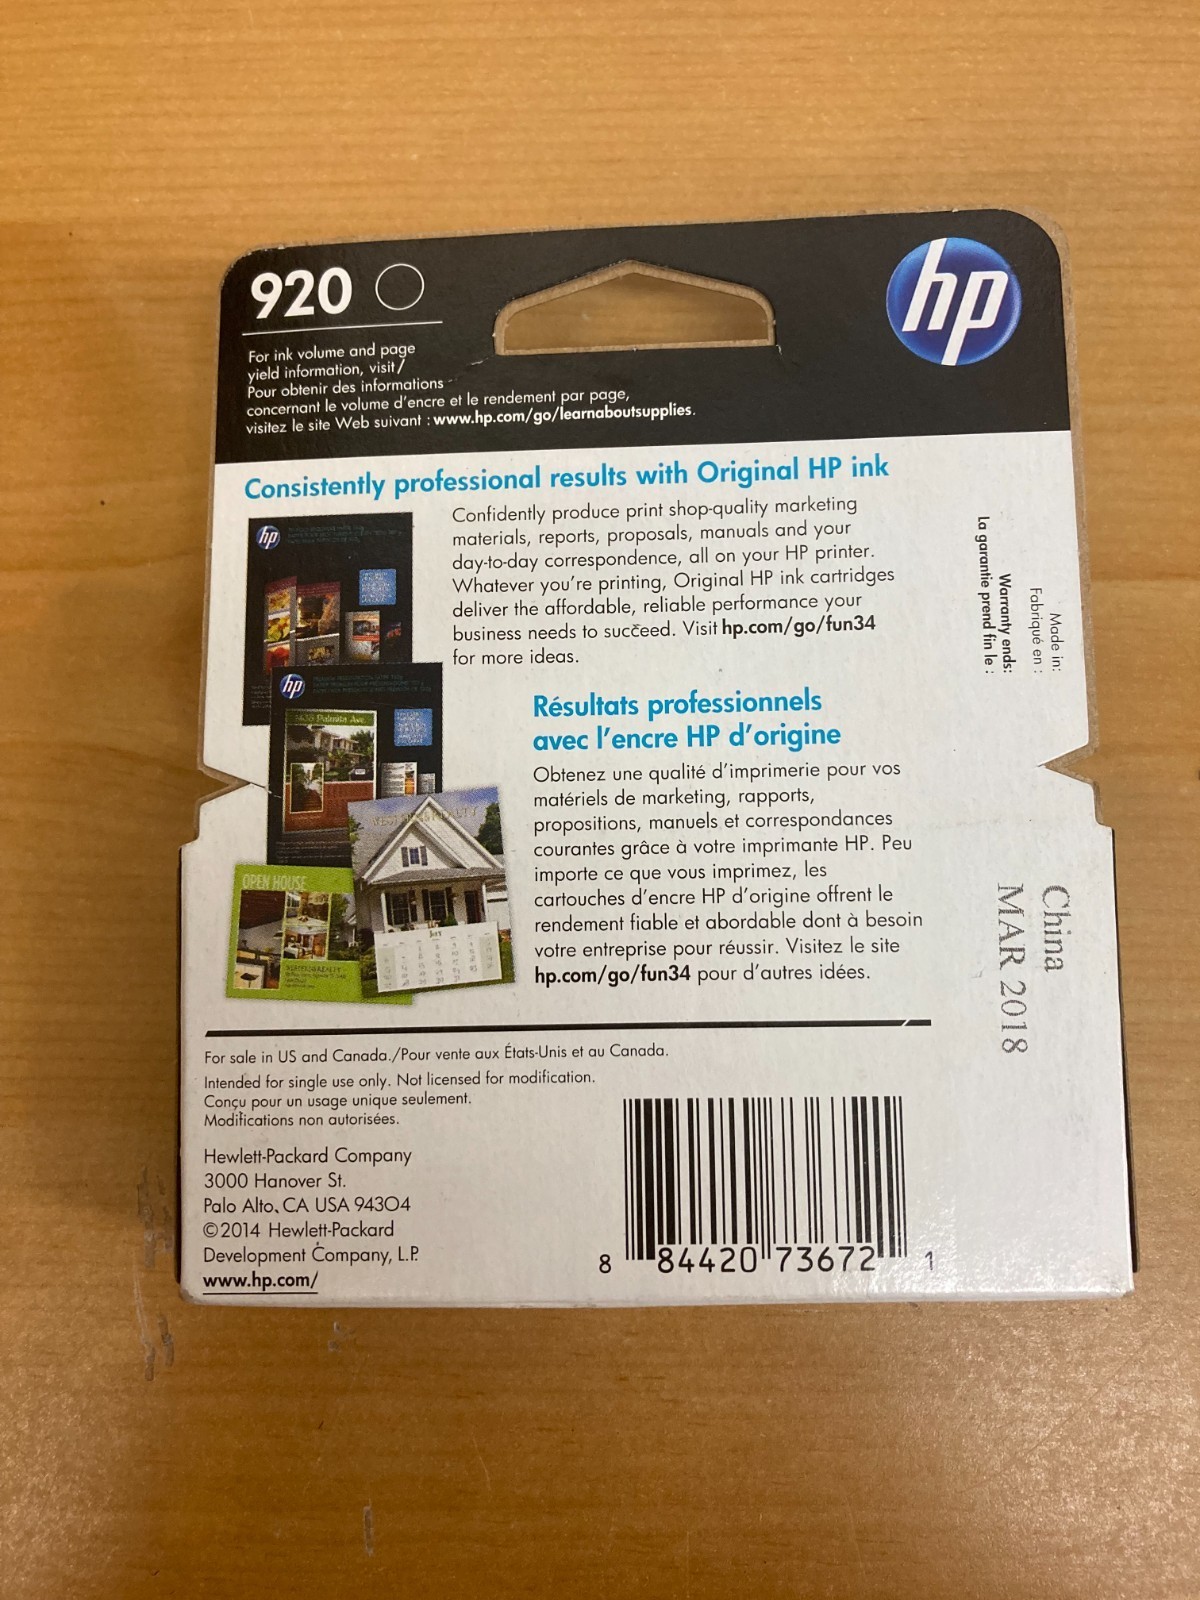 920
hp
For ink volume and page
yield information, visit/
Pour obtenir des informations
concernant le volume d'encre et le rendement par page,
visitez le site Web suivant : www.hp.com/go/learnaboutsupplies.
Consistently professional results with Original HP ink
Confidently produce print shop-quality marketing
materials, reports, proposals, manuals and your
day-to-day correspondence, all on your HP printer.
Whatever you're printing, Original HP ink cartridges
deliver the affordable, reliable performance your
business needs to succeed. Visit hp.com/go/fun34
for more ideas.
hp
hp
3636 Palmito Ave.
OPEN HOUSE
Résultats professionnels
avec l'encre HP d'origine
Obtenez une qualité d'imprimerie pour vos
matériels de marketing, rapports,
propositions, manuels et correspondances
courantes grâce à votre imprimante HP. Peu
importe ce que vous imprimez, les
cartouches d'encre HP d'origine offrent le
rendement fiable et abordable dont à besoin
votre entreprise pour réussir. Visitez le site
hp.com/go/fun34 pour d'autres idées.
Made in:
Fabriqué en :
Warranty ends:
La garantie prend fin le :
China
MAR 2018
For sale in US and Canada./Pour vente aux États-Unis et au Canada.
Intended for single use only. Not licensed for modification.
Conçu pour un usage unique seulement.
Modifications non autorisées.
Hewlett-Packard Company
3000 Hanover St.
Palo Alto, CA USA 94304
©2014 Hewlett-Packard
Development Company, L.P.
www.hp.com/
8 84420 73672 1